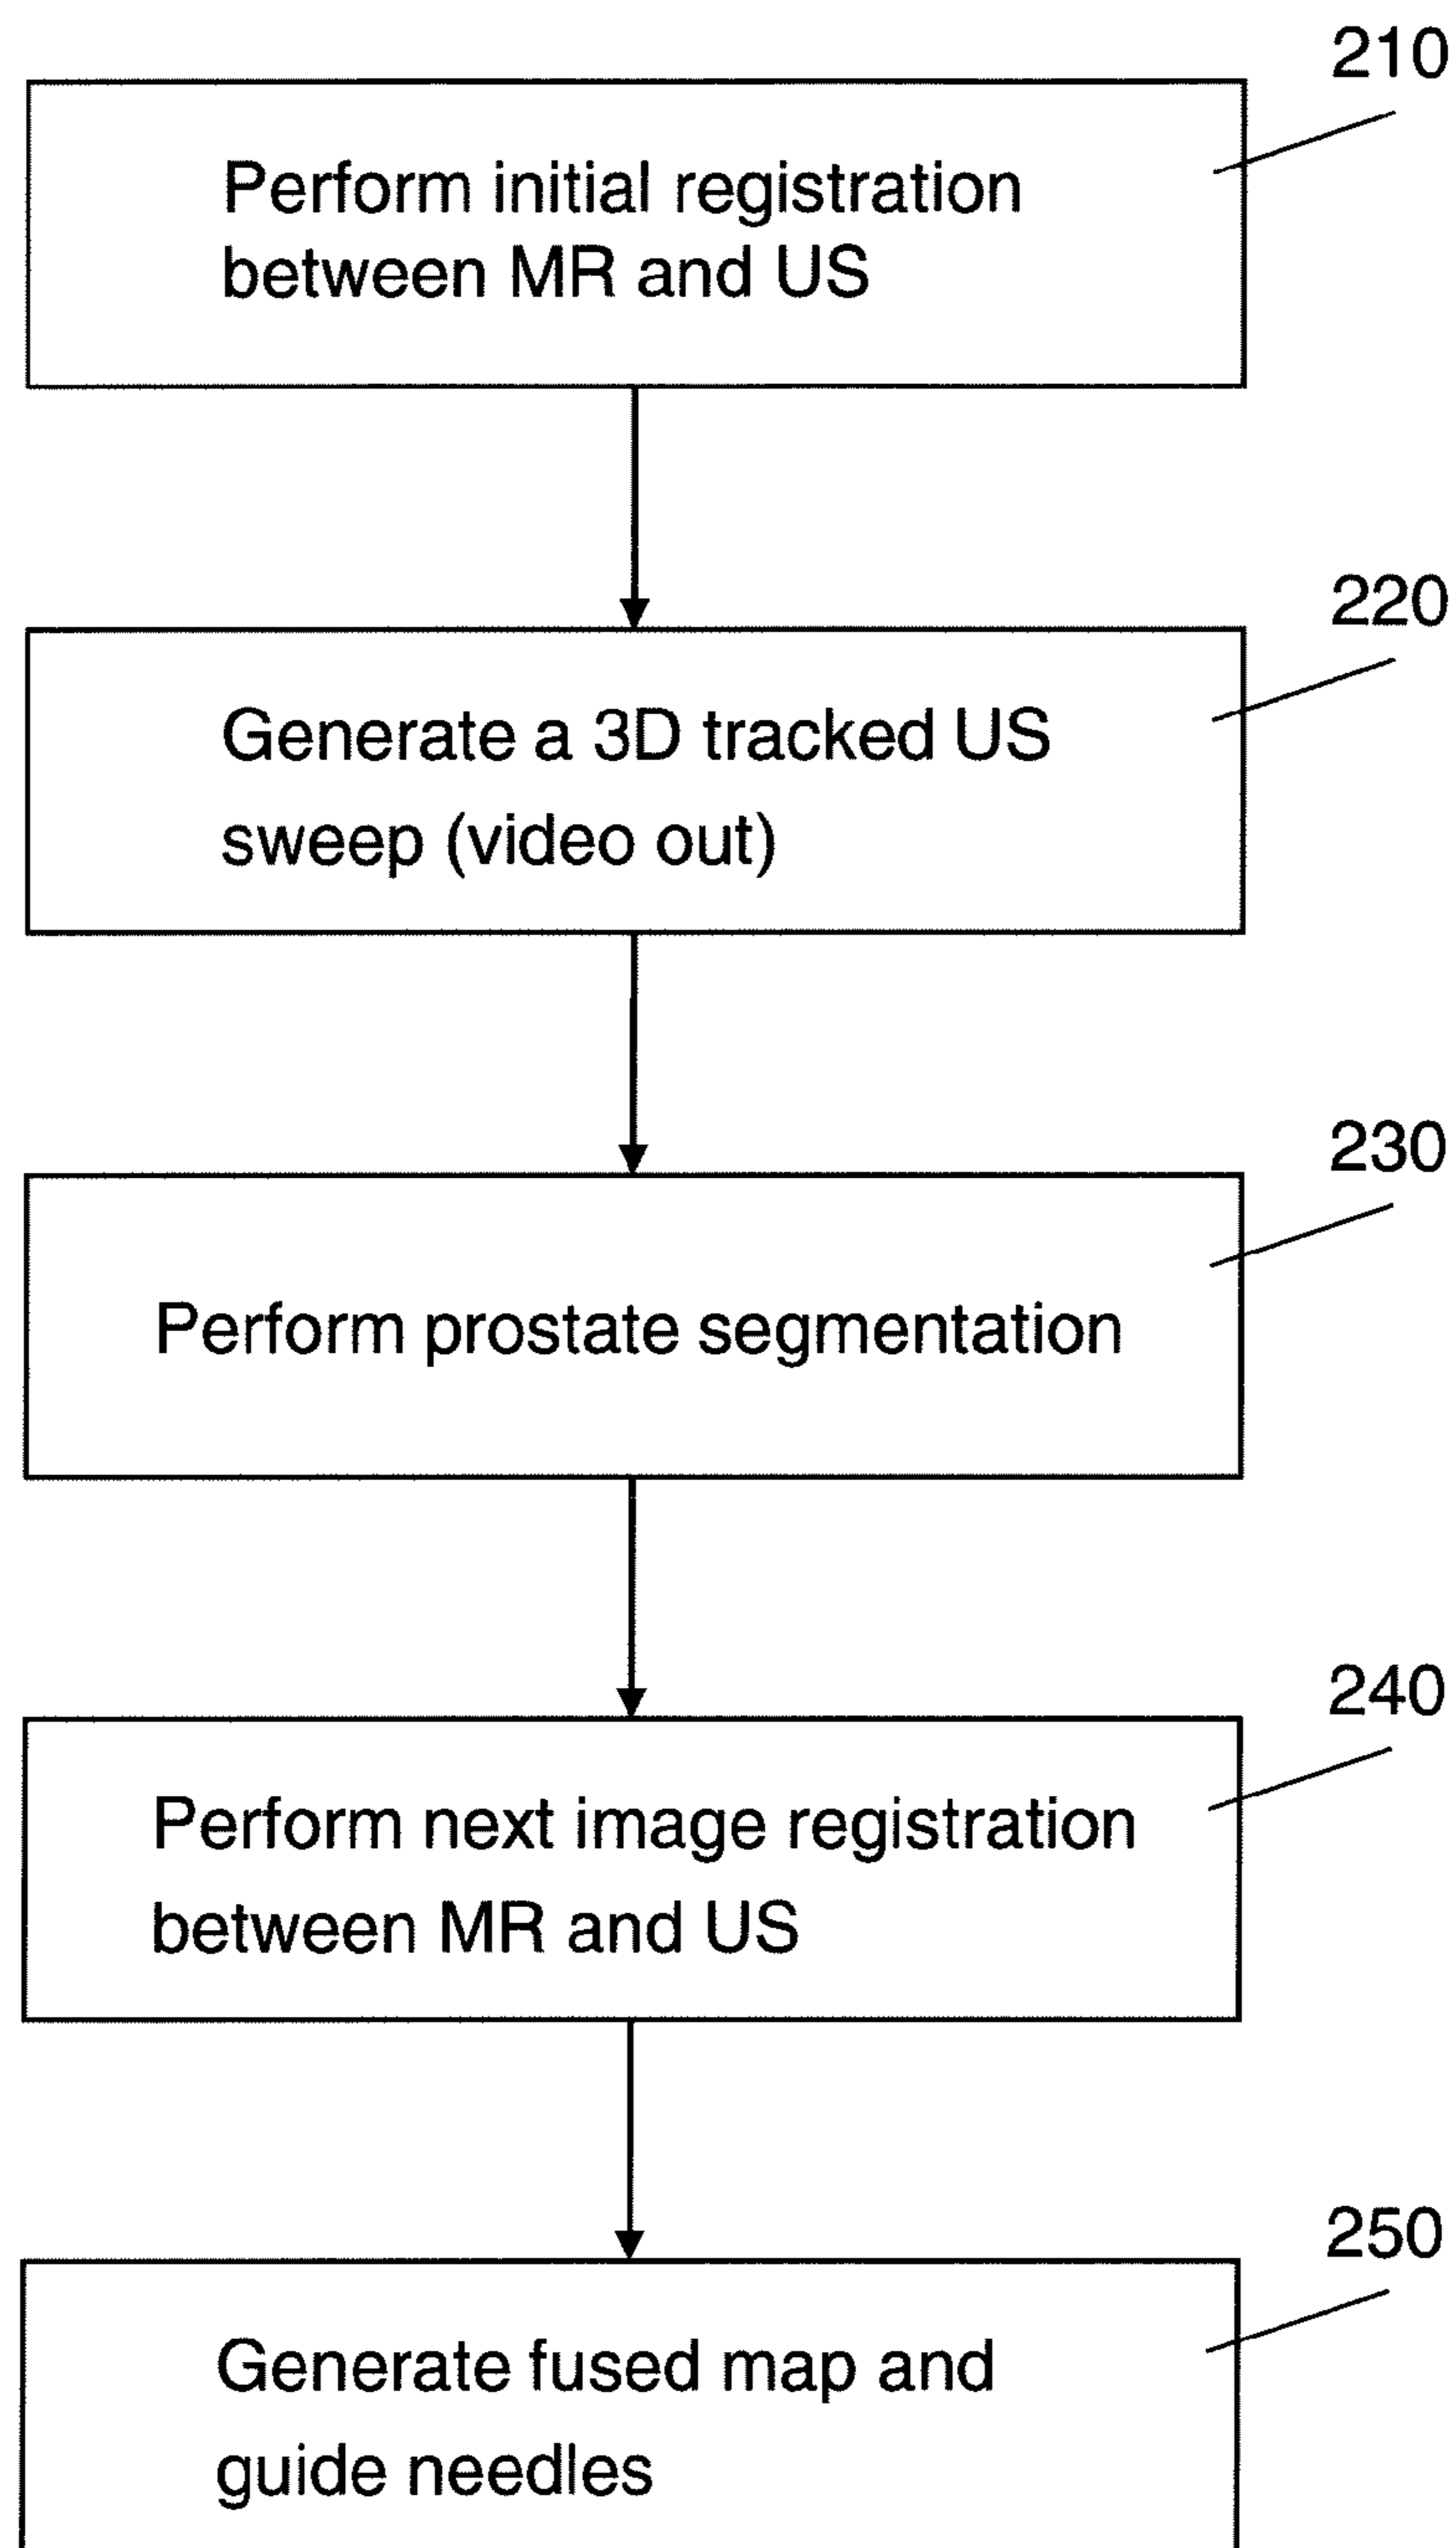 210
Perform initial registration
between MR and US
220
Generate a 3D tracked US
sweep (video out)
230
Perform prostate segmentation
240
Perform next image registration
between MR and US
250
Generate fused map and
guide needles